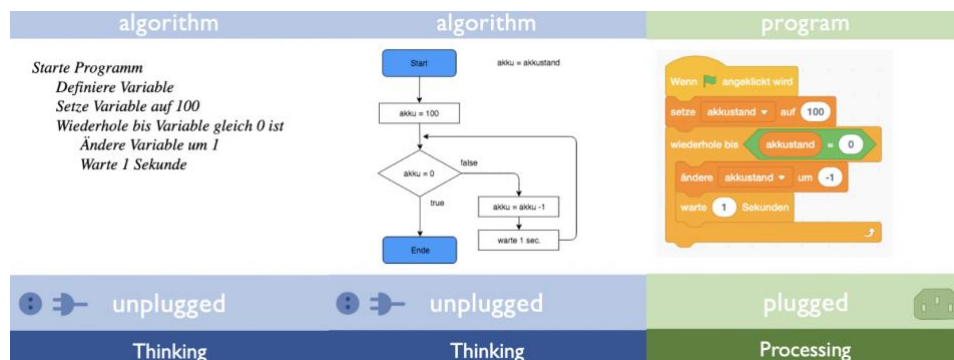 algorithm
algorithm
program
Starte Programm
Definiere Variable
Setze Variable auf 100
Wiederhole bis Variable gleich 0 ist
Ändere Variable um 1
Warte 1 Sekunde
Start
akku = akkustand
akku = 100
akku = 0
false
true
akku = akku -1
warte 1 sec.
Ende
Wenn angeklickt wird
setze akkustand auf 100
wiederhole bis akkustand = 0
ändere akkustand um -1
warte 1 Sekunden
unplugged
unplugged
plugged
Thinking
Thinking
Processing